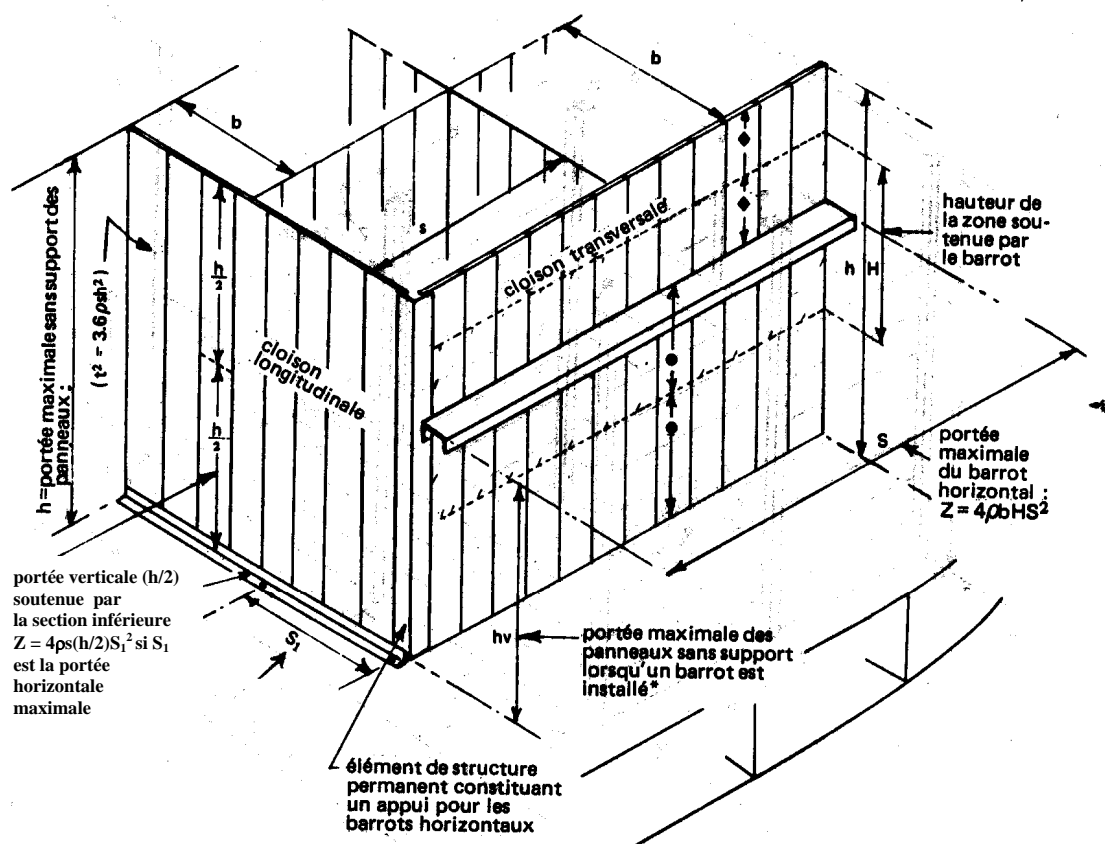 b
b
h=portée maximale sans support des
panneaux :
(t² = 3.6ρsh²)
h/2
h/2
s
cloison transversale
cloison
longitudinale
hauteur de
la zone sou-
tenue par
le barrot
h
H
S
portée
maximale
du barrot
horizontal :
Z = 4ρbHS²
portée verticale (h/2)
soutenue par
la section inférieure
Z = 4ρs(h/2)S₁² si S₁
est la portée
horizontale
maximale
S₁
hv
portée maximale des
panneaux sans support
lorsqu'un barrot est
installé*
élément de structure
permanent constituant
un appui pour les
barrots horizontaux